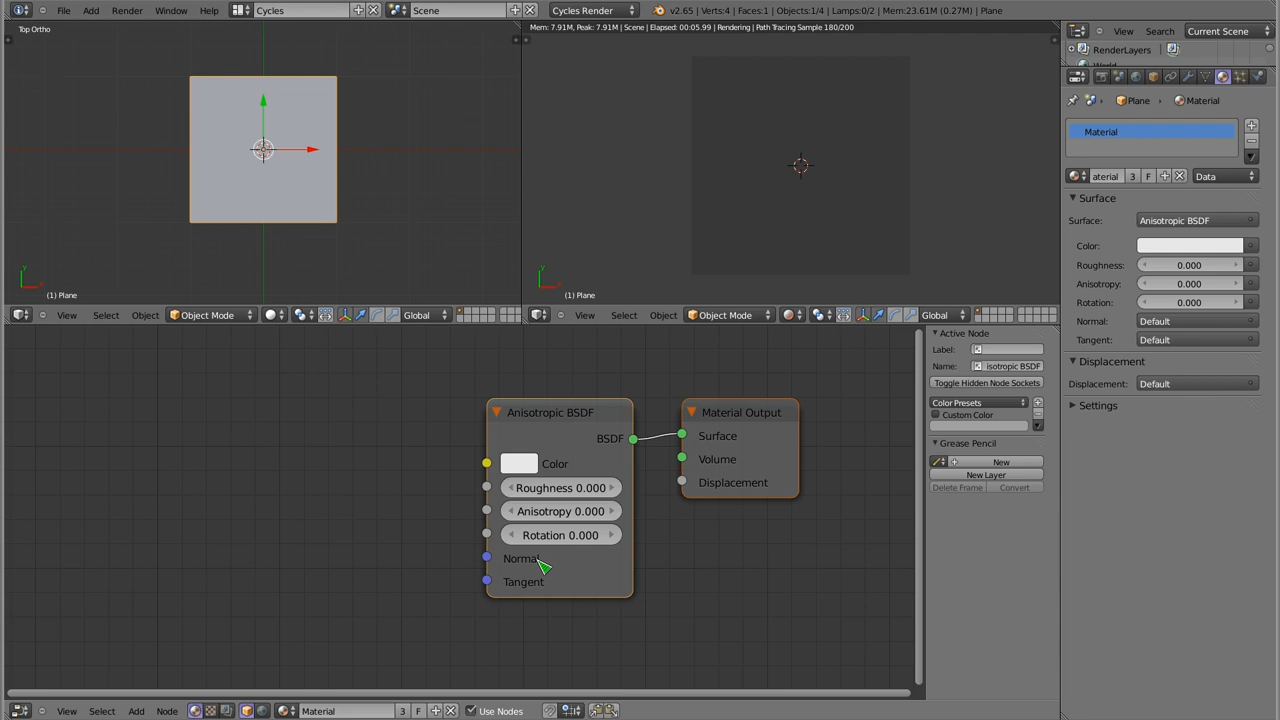 File Add Render Window Help Cycles Scene Cycles Render v2.65 | Verts:4 | Faces:1 | Objects:1/4 | Lamps:0/2 | Mem:23.61M (0.27M) | Plane
Top Ortho
Mem: 7.91M, Peak: 7.91M | Scene | Elapsed: 00:05.99 | Rendering | Path Tracing Sample 180/200
View Search Current Scene
RenderLayers
World
Plane Material
Material
aterial 3 F Data
Surface
Surface: Anisotropic BSDF
Color:
Roughness: 0.000
Anisotropy: 0.000
Rotation: 0.000
Normal: Default
Tangent: Default
Displacement
Displacement: Default
Settings
y
x
(1) Plane
y
x
(1) Plane
View Select Object Object Mode Global
View Select Object Object Mode Global
Active Node
Label:
Name: isotropic BSDF
Toggle Hidden Node Sockets
Color Presets
Custom Color
Grease Pencil
New
New Layer
Delete Frame Convert
Anisotropic BSDF
BSDF
Color
Roughness 0.000
Anisotropy 0.000
Rotation 0.000
Normal
Tangent
Material Output
Surface
Volume
Displacement
View Select Add Node Material 3 F Use Nodes